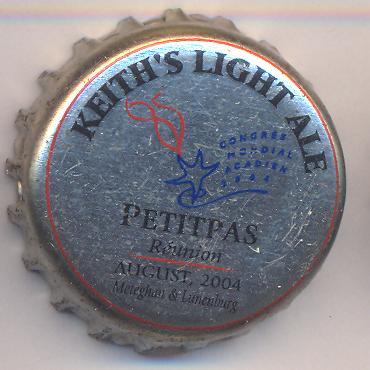 KEITH'S LIGHT ALE
CONGRÈS
MONDIAL
ACADIEN
2004
PETITPAS
Réunion
AUGUST, 2004
Meteghan & Lunenburg